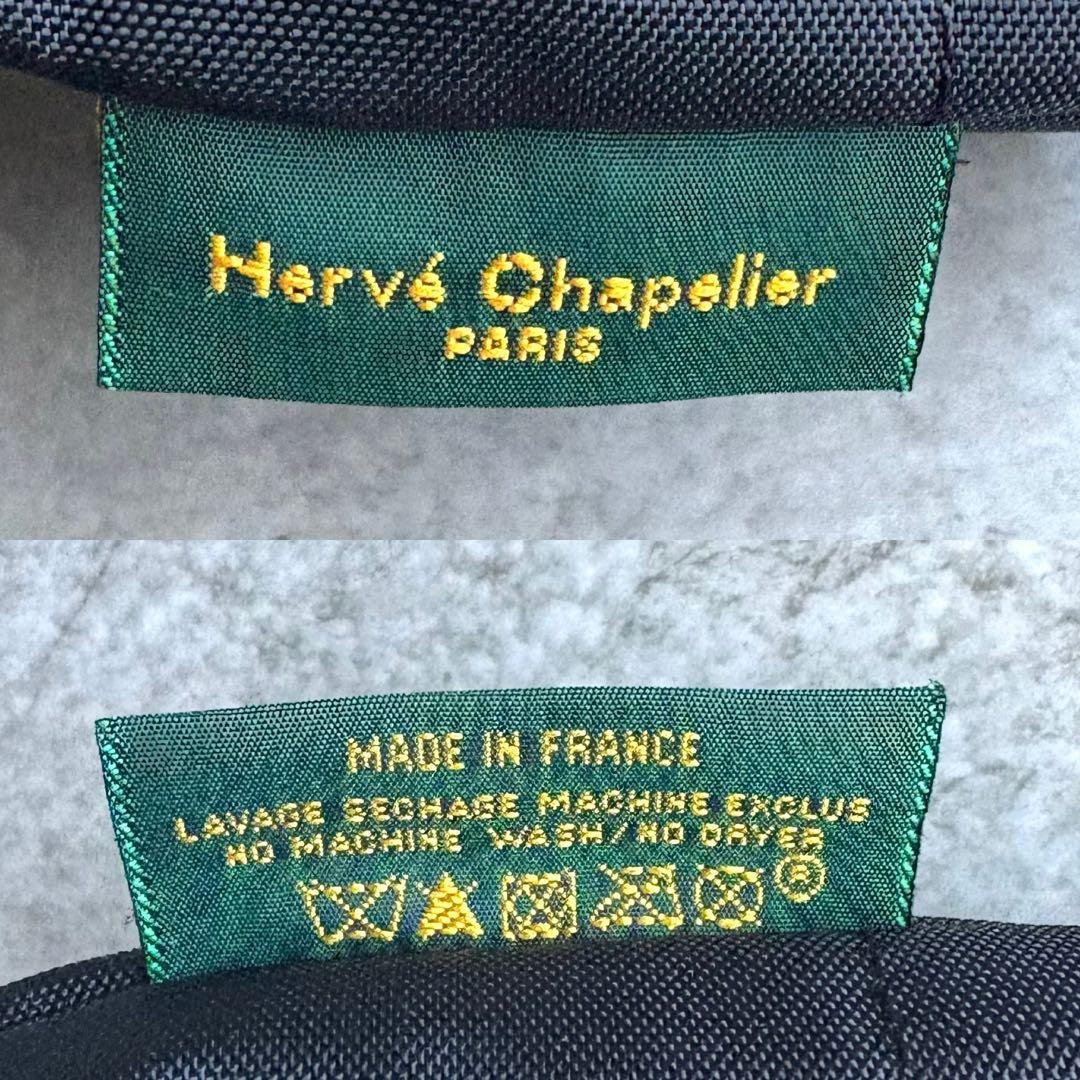 Hervé Chapelier
PARIS
MADE IN FRANCE
LAVAGE SECHAGE MACHINE EXCLUS
NO MACHINE WASH/NO DRYER
®